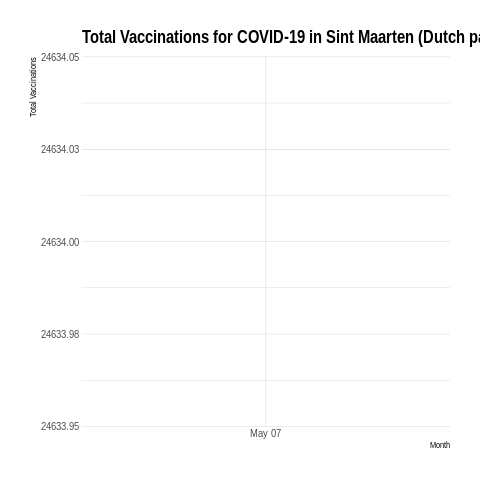 Total Vaccinations for COVID-19 in Sint Maarten (Dutch pa
Total Vaccinations
24634.05
24634.03
24634.00
24633.98
24633.95
May 07
Month